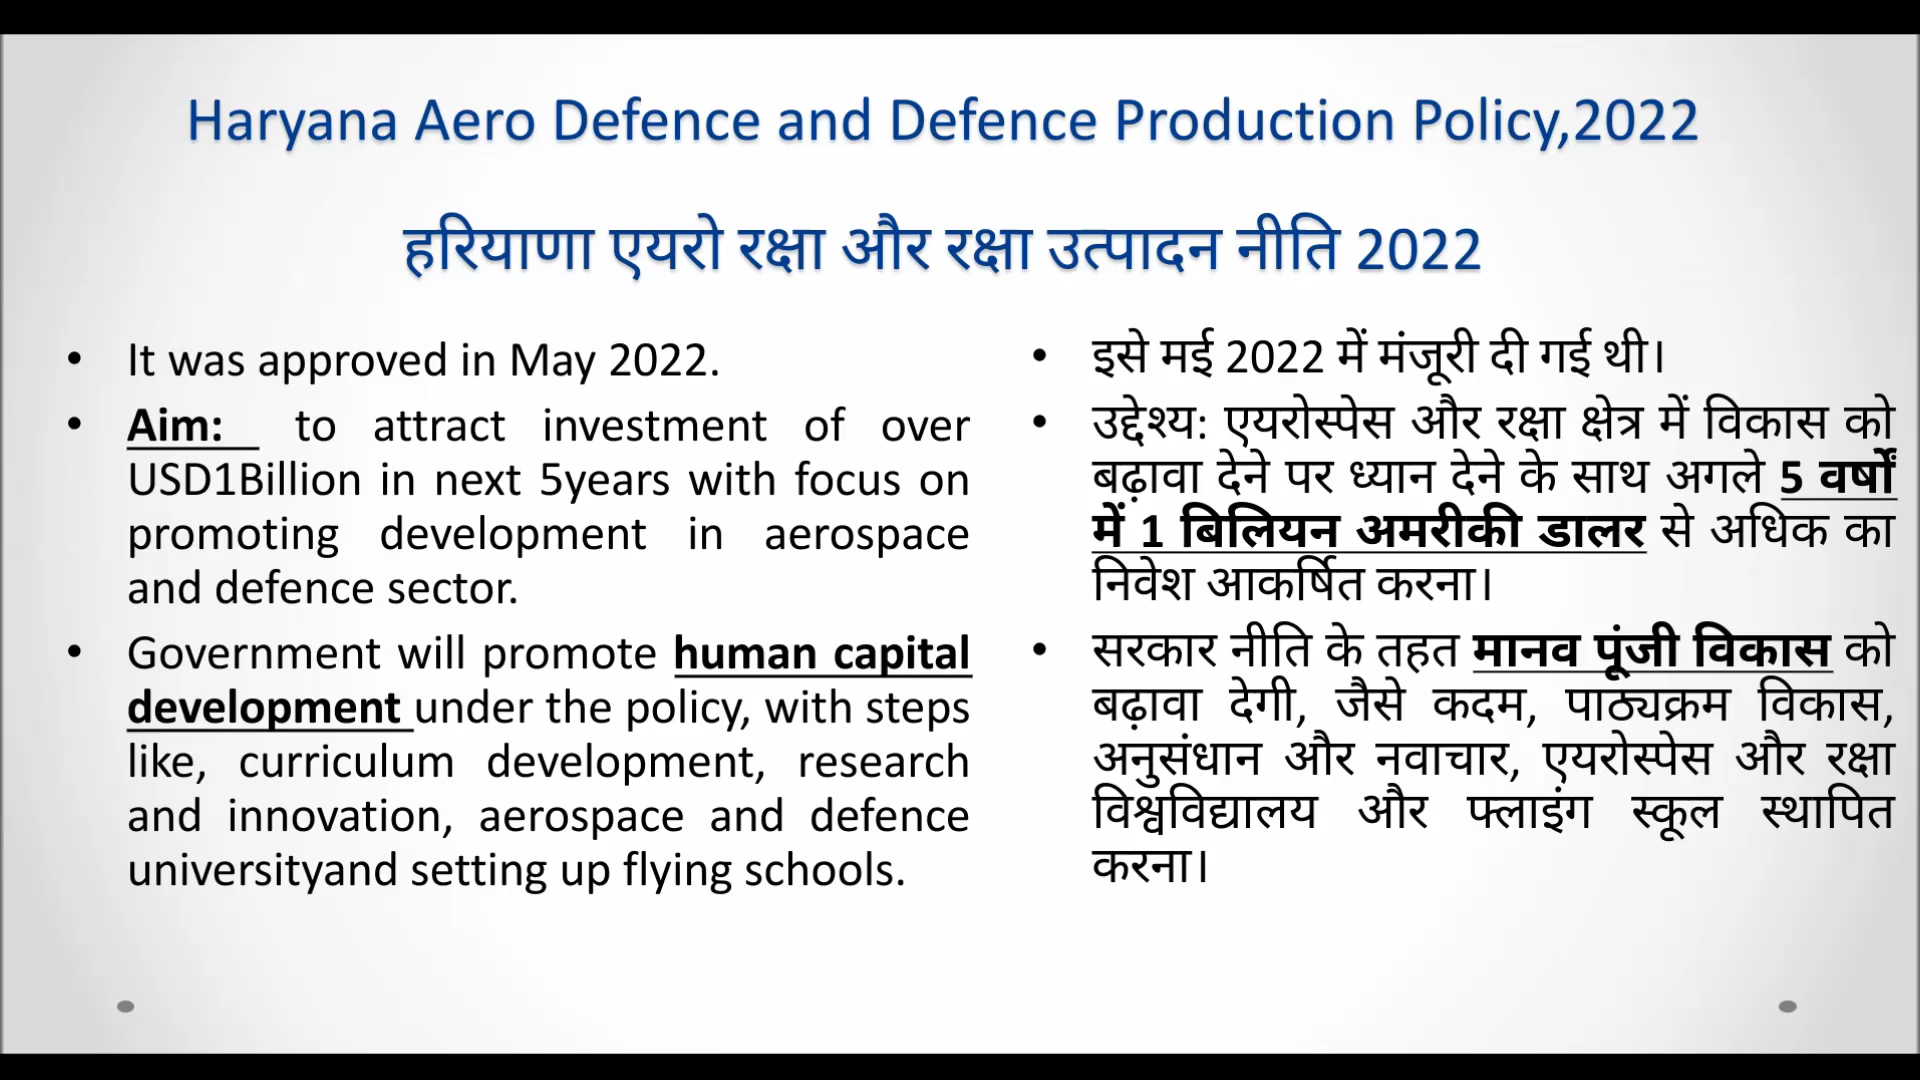 Haryana Aero Defence and Defence Production Policy,2022
हरियाणा एयरो रक्षा और रक्षा उत्पादन नीति 2022
• It was approved in May 2022.
• Aim: to attract investment of over
USD1Billion in next 5years with focus on
promoting development in aerospace
and defence sector.
• Government will promote human capital
development under the policy, with steps
like, curriculum development, research
and innovation, aerospace and defence
universityand setting up flying schools.
• इसे मई 2022 में मंजूरी दी गई थी।
• उद्देश्य: एयरोस्पेस और रक्षा क्षेत्र में विकास को
बढ़ावा देने पर ध्यान देने के साथ अगले 5 वर्षों
में 1 बिलियन अमरीकी डालर से अधिक का
निवेश आकर्षित करना।
• सरकार नीति के तहत मानव पूंजी विकास को
बढ़ावा देगी, जैसे कदम, पाठ्यक्रम विकास,
अनुसंधान और नवाचार, एयरोस्पेस और रक्षा
विश्वविद्यालय और फ्लाइंग स्कूल स्थापित
करना।